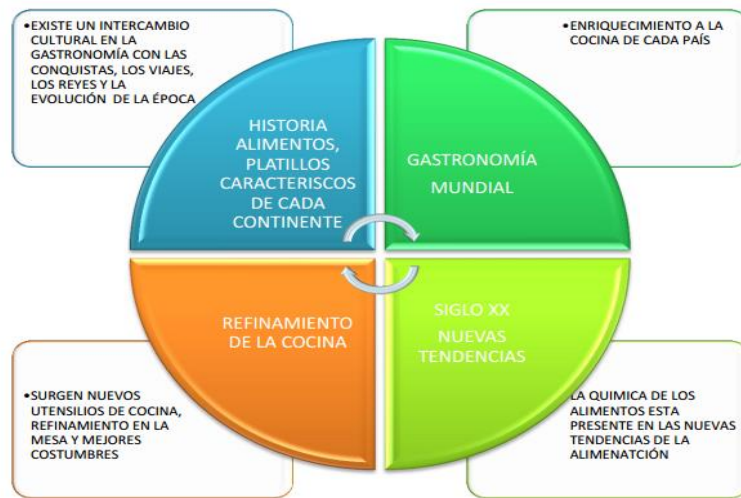 •EXISTE UN INTERCAMBIO
CULTURAL EN LA
GASTRONOMÍA CON LAS
CONQUISTAS, LOS VIAJES,
LOS REYES Y LA
EVOLUCIÓN DE LA ÉPOCA
•ENRIQUECIMIENTO A LA
COCINA DE CADA PAÍS
HISTORIA
ALIMENTOS,
PLATILLOS
CARACTERISCOS
DE CADA
CONTINENTE
GASTRONOMÍA
MUNDIAL
REFINAMIENTO
DE LA COCINA
SIGLO XX
NUEVAS
TENDENCIAS
•SURGEN NUEVOS
UTENSILIOS DE COCINA,
REFINAMIENTO EN LA
MESA Y MEJORES
COSTUMBRES
LA QUIMICA DE LOS
ALIMENTOS ESTA
PRESENTE EN LAS NUEVAS
TENDENCIAS DE LA
ALIMENATCIÓN